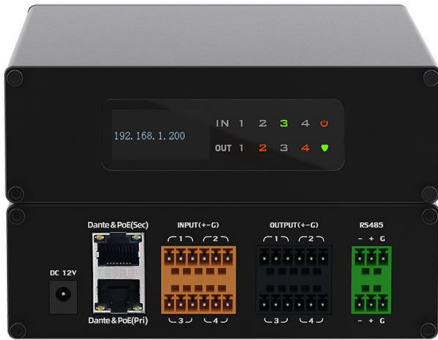 IN 1 2 3 4
192.168.1.200
OUT 1 2 3 4
Dante & PoE(Sec) INPUT(+-G) OUTPUT(+-G) RS485
1 2 1 2 - + G
DC 12V
3 4 3 4 - + G
Dante & PoE(Pri)